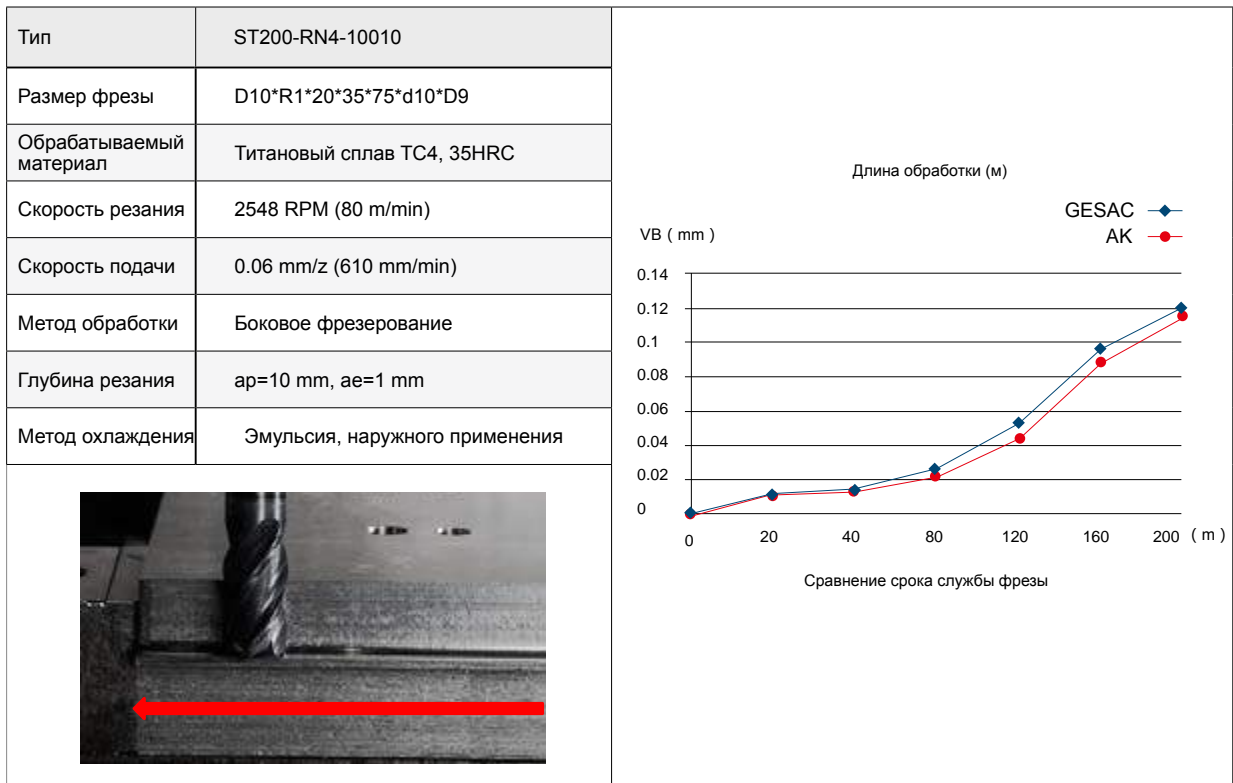 Тип
ST200-RN4-10010
Размер фрезы
D10*R1*20*35*75*d10*D9
Обрабатываемый
материал
Титановый сплав TC4, 35HRC
Скорость резания
2548 RPM (80 m/min)
Скорость подачи
0.06 mm/z (610 mm/min)
Метод обработки
Боковое фрезерование
Глубина резания
ap=10 mm, ae=1 mm
Метод охлаждения
Эмульсия, наружного применения
Длина обработки (м)
GESAC
AK
VB ( mm )
0.14
0.12
0.1
0.08
0.06
0.04
0.02
0
0 20 40 80 120 160 200 ( m )
Сравнение срока службы фрезы